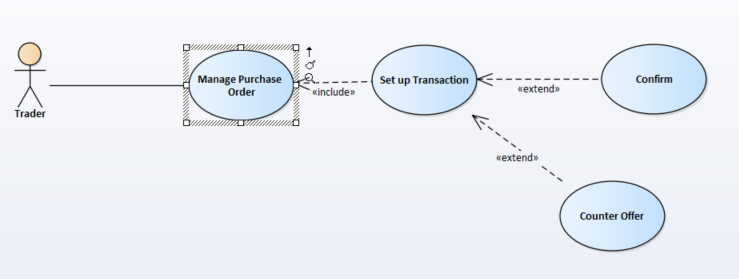 Trader
Manage Purchase
Order
«include»
Set up Transaction
«extend»
Confirm
«extend»
Counter Offer